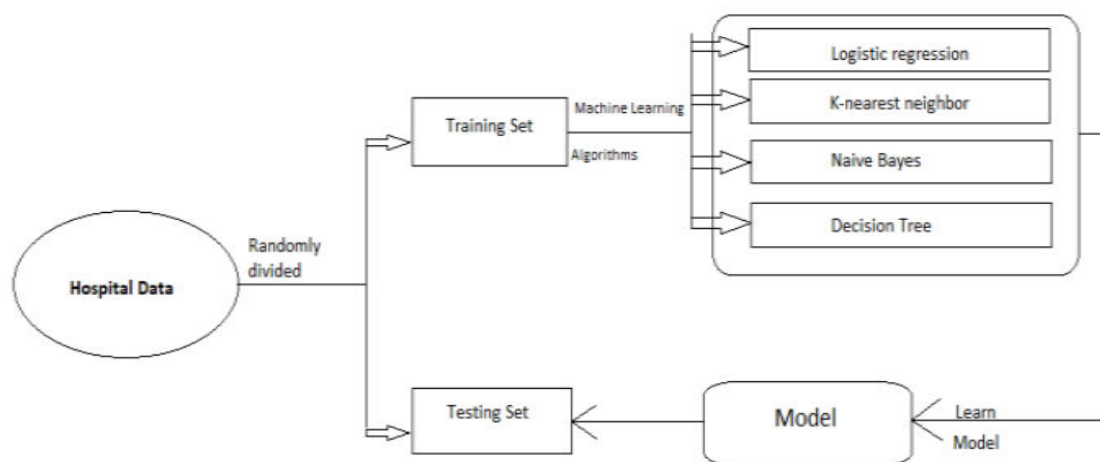 Hospital Data
Randomly
divided
Training Set
Machine Learning
Algorithms
Logistic regression
K-nearest neighbor
Naive Bayes
Decision Tree
Testing Set
Model
Learn
Model